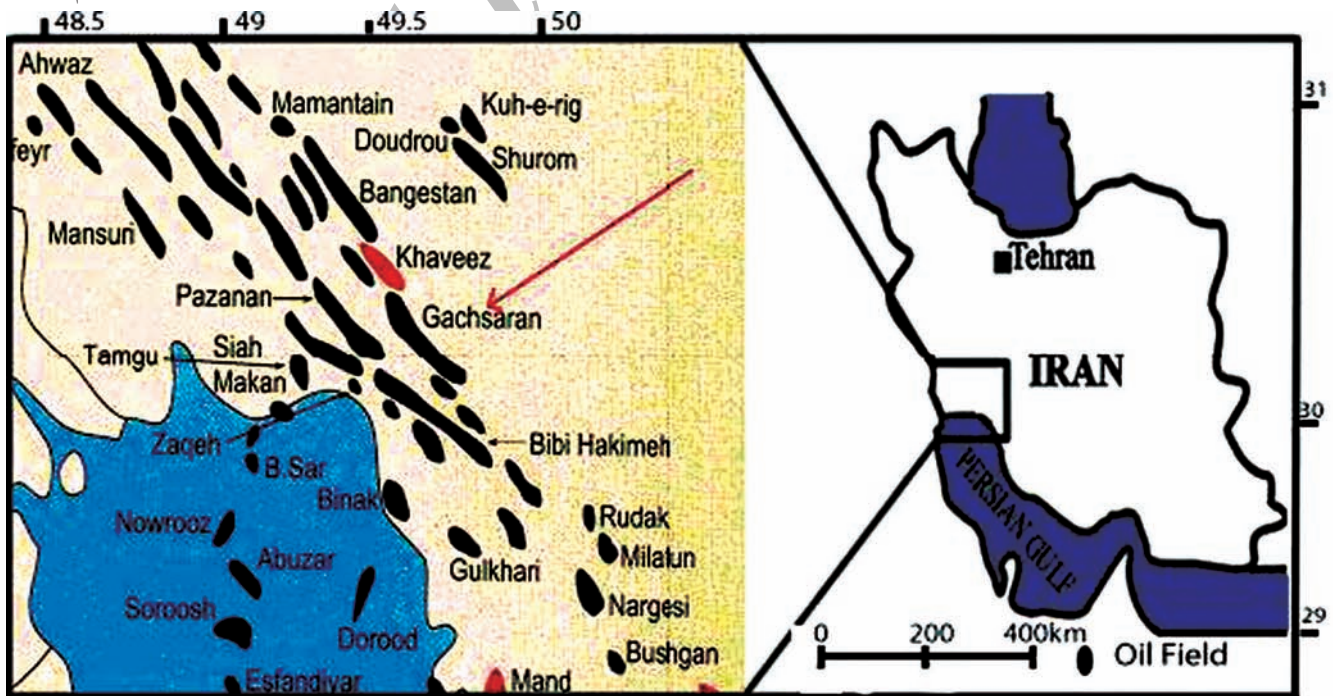 48.5 49 49.5 50
Ahwaz
Mamantain
Kuh-e-rig
Doudrou
feyr
Shurom
Bangestan
Mansuri
Khaveez
Pazanan
Gachsaran
Tamgu
Siah
Makan
Zaqeh
Bibi Hakimeh
B.Sar
Binak
Nowrooz
Rudak
Abuzar
Milatun
Gulkhari
Soroosh
Nargesi
Dorood
Bushgan
Esfandiyar
Mand
31
Tehran
IRAN
30
PERSIAN GULF
29
0 200 400km
Oil Field